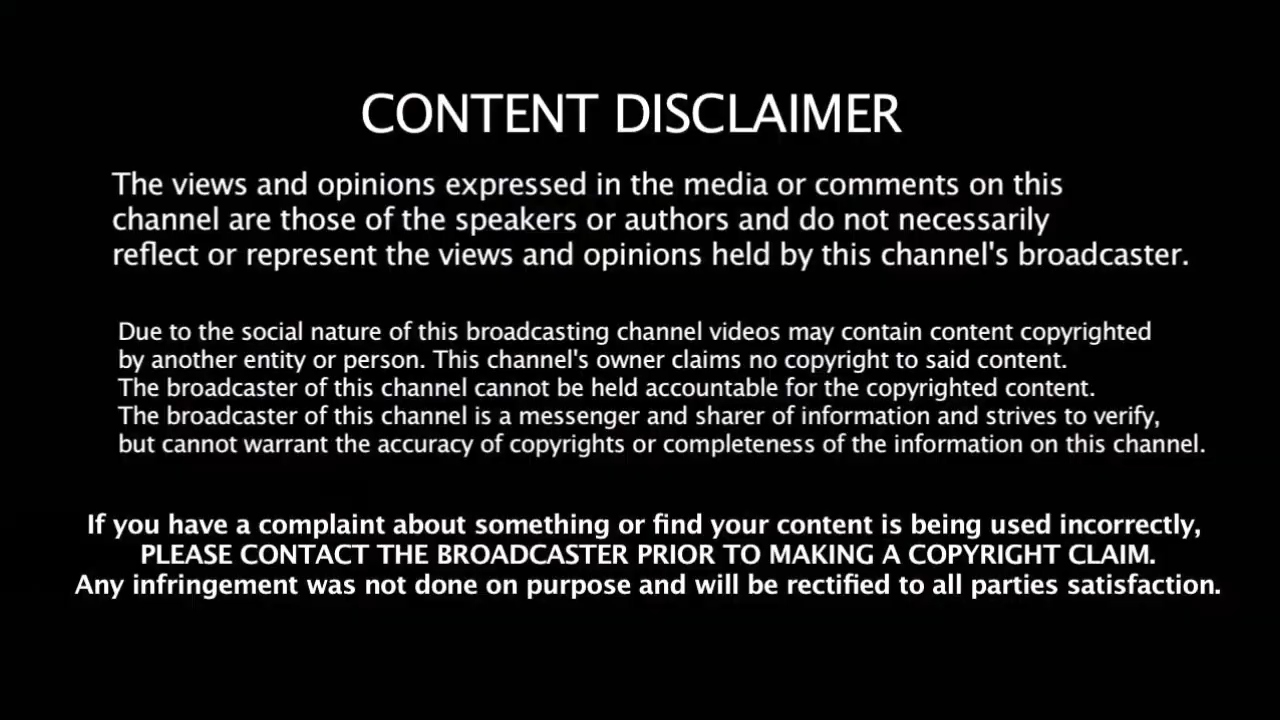 CONTENT DISCLAIMER
The views and opinions expressed in the media or comments on this
channel are those of the speakers or authors and do not necessarily
reflect or represent the views and opinions held by this channel's broadcaster.
Due to the social nature of this broadcasting channel videos may contain content copyrighted
by another entity or person. This channel's owner claims no copyright to said content.
The broadcaster of this channel cannot be held accountable for the copyrighted content.
The broadcaster of this channel is a messenger and sharer of information and strives to verify,
but cannot warrant the accuracy of copyrights or completeness of the information on this channel.
If you have a complaint about something or find your content is being used incorrectly,
PLEASE CONTACT THE BROADCASTER PRIOR TO MAKING A COPYRIGHT CLAIM.
Any infringement was not done on purpose and will be rectified to all parties satisfaction.